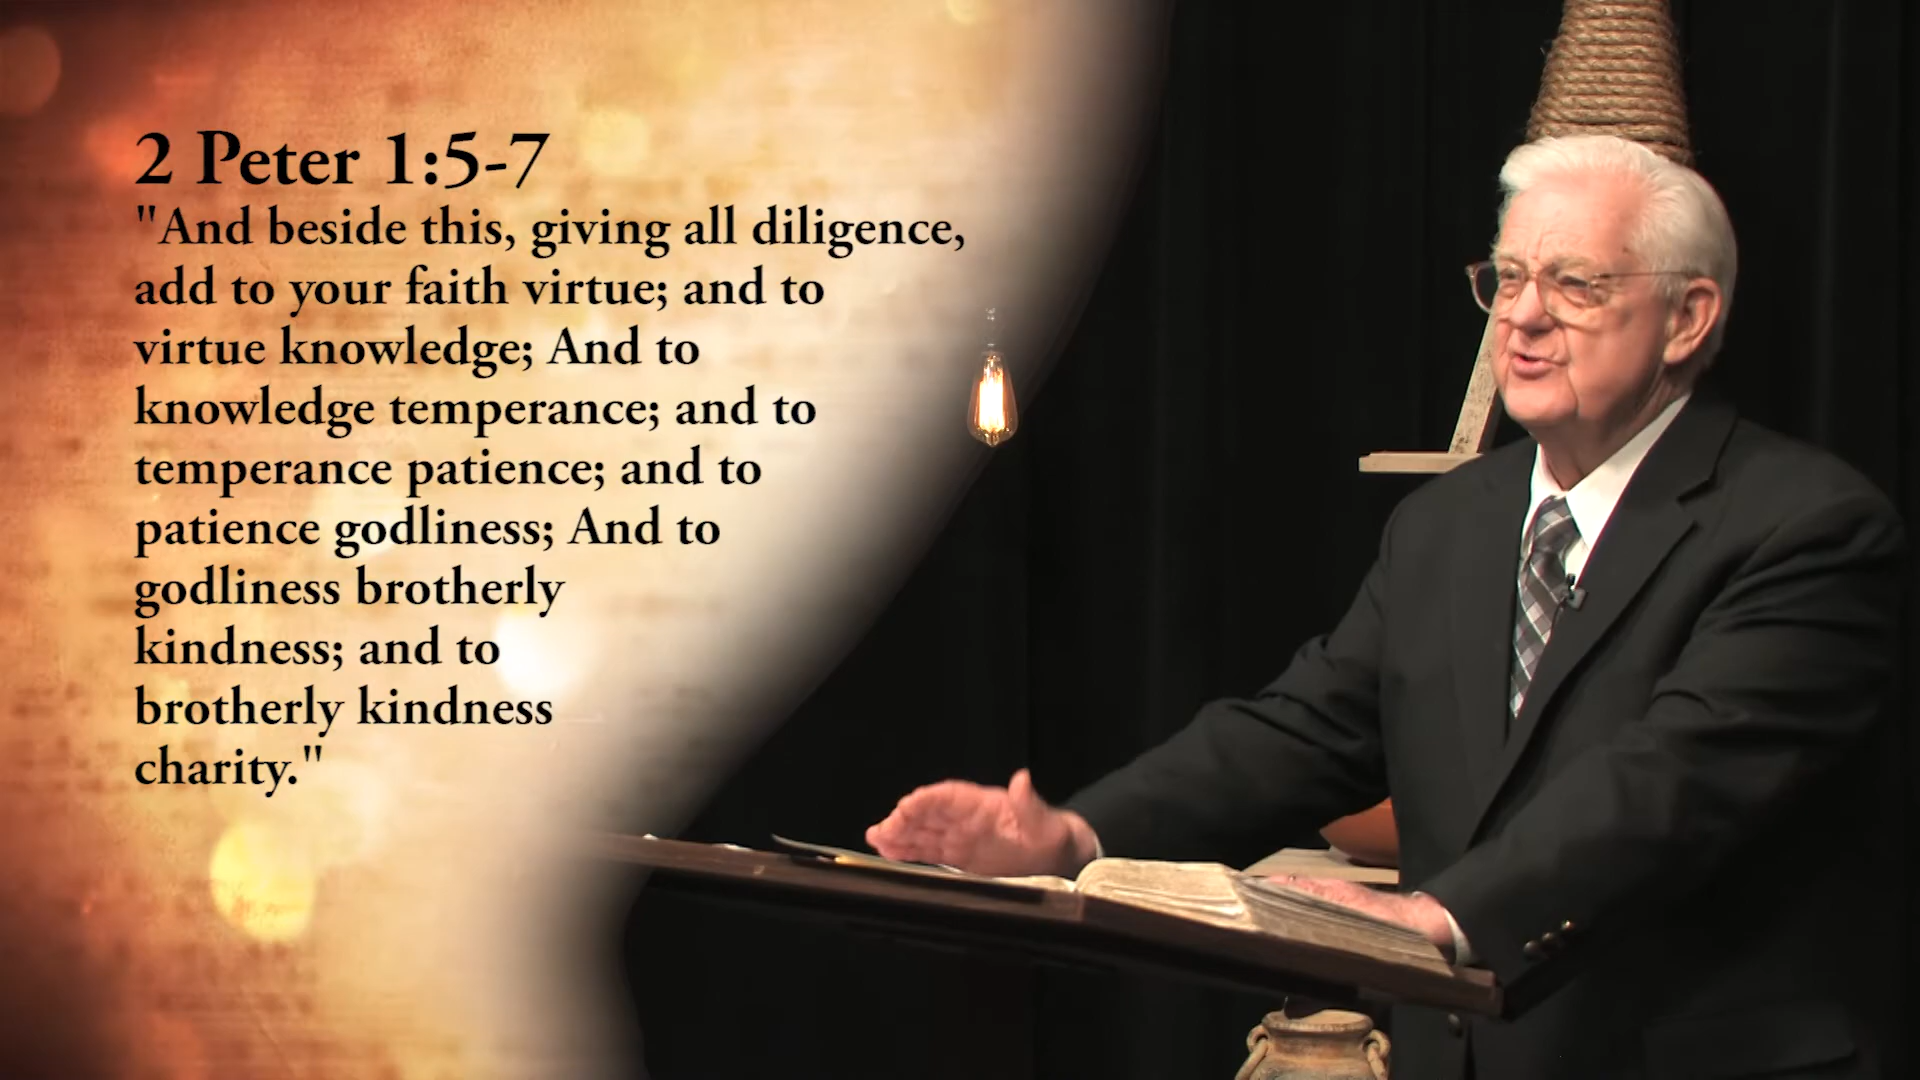 2 Peter 1:5-7
"And beside this, giving all diligence,
add to your faith virtue; and to
virtue knowledge; And to
knowledge temperance; and to
temperance patience; and to
patience godliness; And to
godliness brotherly
kindness; and to
brotherly kindness
charity."